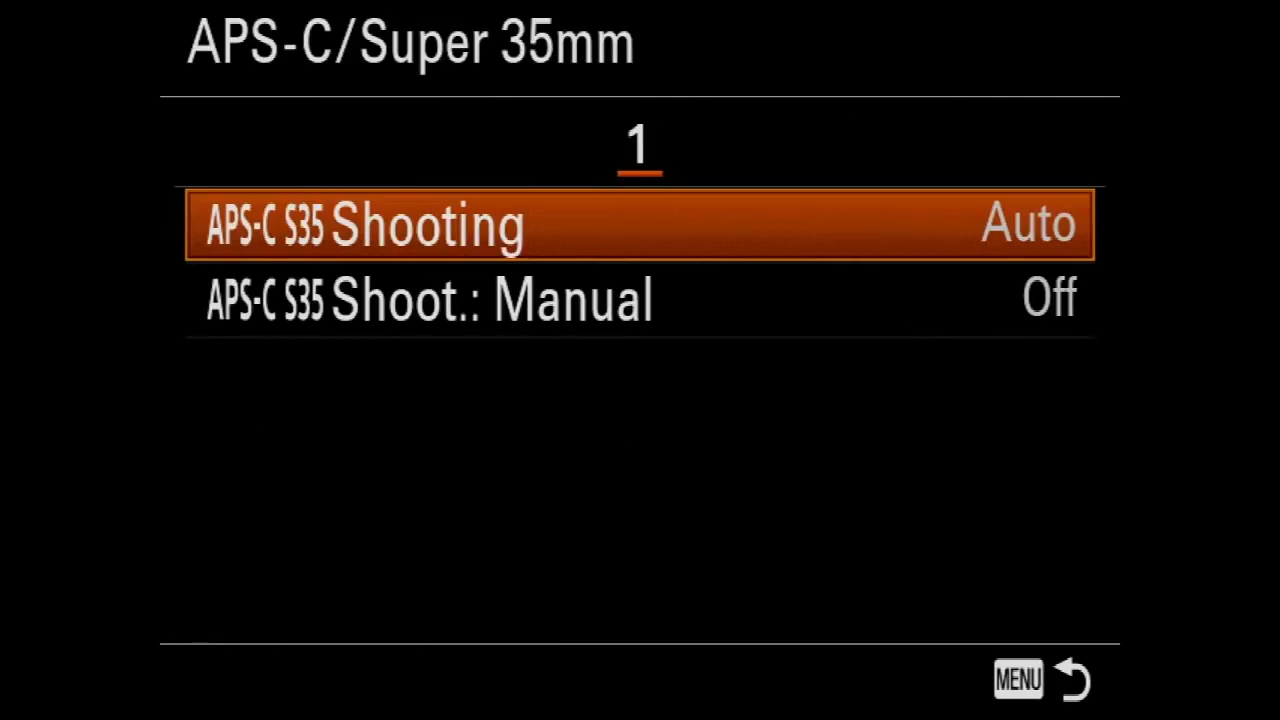 APS-C/Super 35mm
1
APS-C S35 Shooting Auto
APS-C S35 Shoot.: Manual Off
MENU